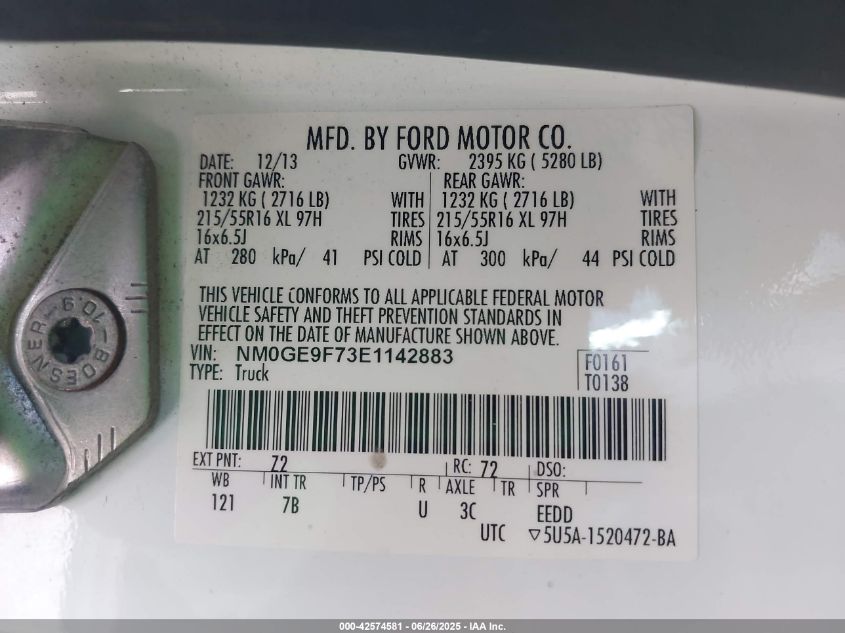 MFD. BY FORD MOTOR CO.
DATE: 12/13 GVWR: 2395 KG ( 5280 LB)
FRONT GAWR: REAR GAWR:
1232 KG ( 2716 LB) WITH 1232 KG ( 2716 LB) WITH
215/55R16 XL 97H TIRES 215/55R16 XL 97H TIRES
16x6.5J RIMS 16x6.5J RIMS
AT 280 kPa/ 41 PSI COLD AT 300 kPa/ 44 PSI COLD
THIS VEHICLE CONFORMS TO ALL APPLICABLE FEDERAL MOTOR
VEHICLE SAFETY AND THEFT PREVENTION STANDARDS IN
EFFECT ON THE DATE OF MANUFACTURE SHOWN ABOVE.
VIN: NM0GE9F73E1142883
F0161
TYPE: Truck
T0138
EXT PNT: Z2 RC: 72 DSO:
WB INT TR TP/PS R AXLE TR SPR
121 7B U 3C EEDD
UTC ▽5U5A-1520472-BA
10.9 BOESNER
000-42574581 06/26/2025 - IAA Inc.